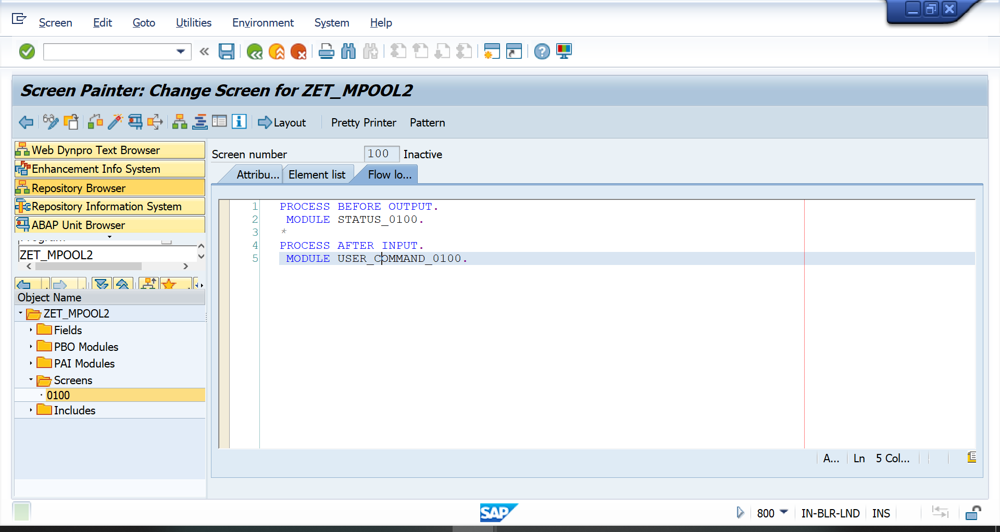 Screen Edit Goto Utilities Environment System Help
Screen Painter: Change Screen for ZET_MPOOL2
Layout Pretty Printer Pattern
Web Dynpro Text Browser
Enhancement Info System
Repository Browser
Repository Information System
ABAP Unit Browser
ZET_MPOOL2
Object Name
ZET_MPOOL2
Fields
PBO Modules
PAI Modules
Screens
0100
Includes
Screen number 100 Inactive
Attribu... Element list Flow lo...
1 PROCESS BEFORE OUTPUT.
2 MODULE STATUS_0100.
3 *
4 PROCESS AFTER INPUT.
5 MODULE USER_COMMAND_0100.
A... Ln 5 Col...
SAP
800 IN-BLR-LND INS